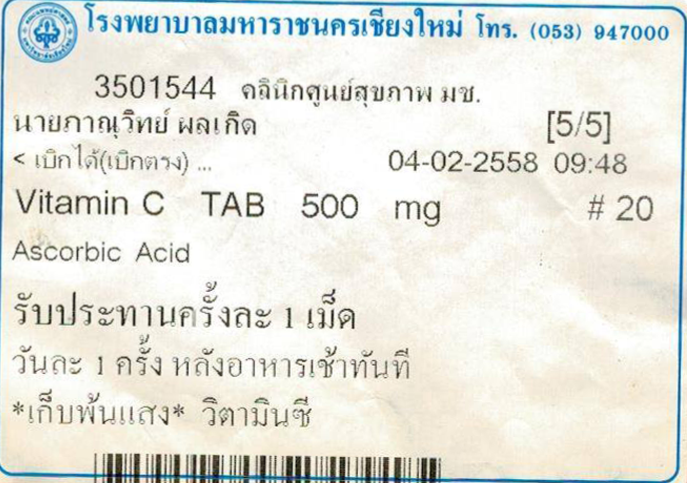 โรงพยาบาลมหาราชนครเชียงใหม่ โทร. (053) 947000
3501544 คลินิกศูนย์สุขภาพ มช.
นายภาณุวิทย์ ผลเกิด [5/5]
< เบิกได้(เบิกตรง) ... 04-02-2558 09:48
Vitamin C TAB 500 mg # 20
Ascorbic Acid
รับประทานครั้งละ 1 เม็ด
วันละ 1 ครั้ง หลังอาหารเช้าทันที
*เก็บพ้นแสง* วิตามินซี